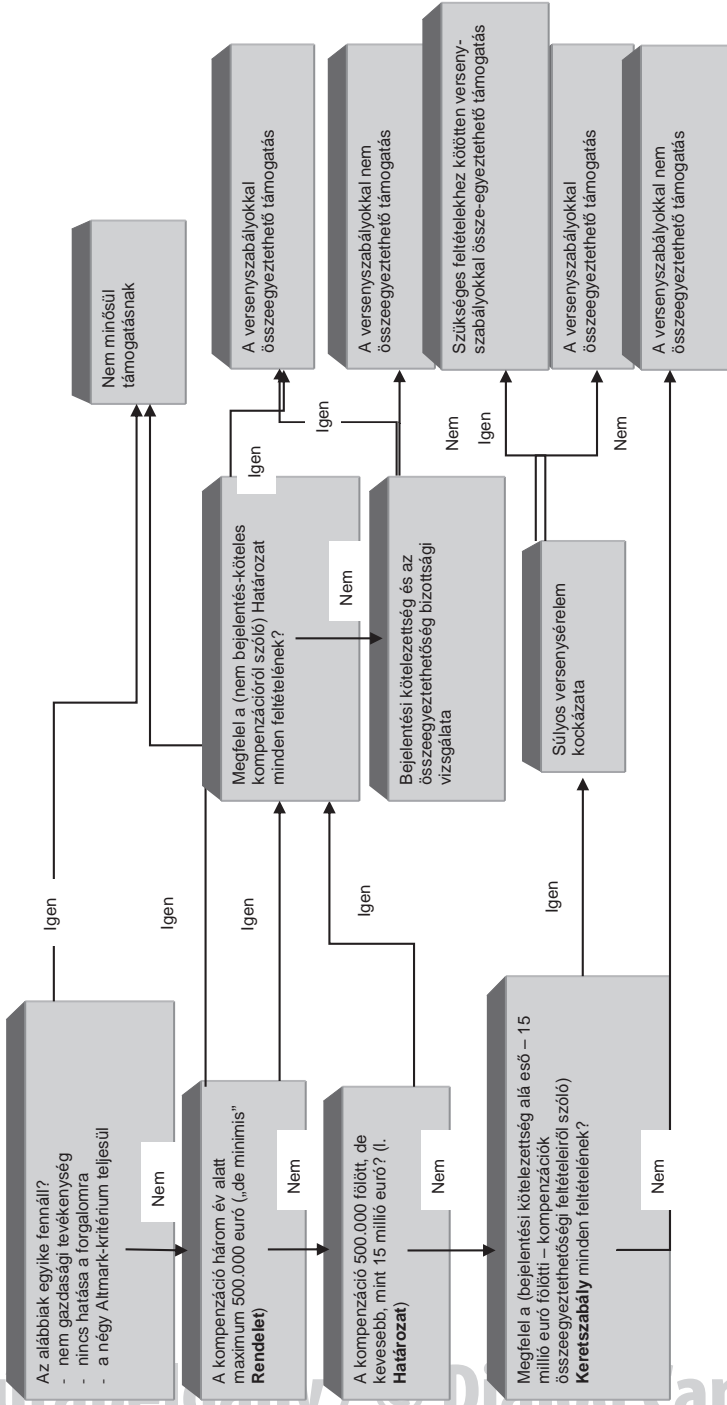 Az alábbiak egyike fennáll?
- nem gazdasági tevékenység
- nincs hatása a forgalomra
- a négy Altmark-kritérium teljesül
Igen
Nem minősül
támogatásnak
Nem
A kompenzáció három év alatt
maximum 500.000 euró („de minimis”
Rendelet)
Igen
Igen
Nem
A kompenzáció 500.000 fölött, de
kevesebb, mint 15 millió euró? (l.
Határozat)
Igen
Nem
Megfelel a (nem bejelentés-köteles
kompenzációról szóló) Határozat
minden feltételének?
Igen
Nem
Bejelentési kötelezettség és az
összeegyeztethetőség bizottsági
vizsgálata
Igen
Nem
A versenyszabályokkal
összeegyeztethető támogatás
A versenyszabályokkal nem
összeegyeztethető támogatás
Megfelel a (bejelentési kötelezettség alá eső – 15
millió euró fölötti – kompenzációk
összeegyeztethetőségi feltételeiről szóló)
Keretszabály minden feltételének?
Igen
Nem
Súlyos versenysérelem
kockázata
Igen
Nem
Szükséges feltételekhez kötötten verseny-
szabályokkal össze-egyeztethető támogatás
A versenyszabályokkal
összeegyeztethető támogatás
A versenyszabályokkal nem
összeegyeztethető támogatás